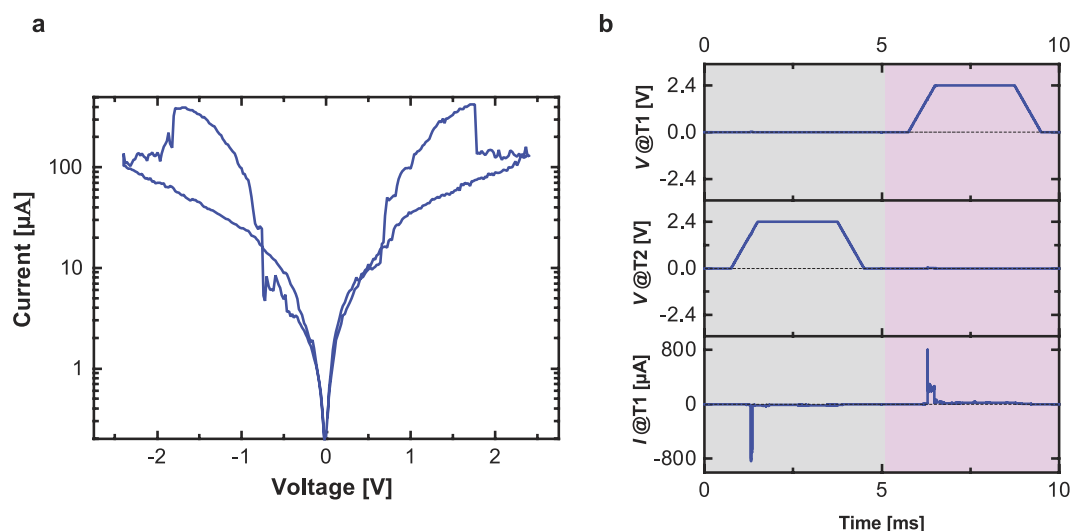 a
Current [µA]
100
10
1
-2
-1
0
1
2
Voltage [V]
b
0
5
10
V @T1 [V]
2.4
0.0
-2.4
V @T2 [V]
2.4
0.0
-2.4
I @T1 [µA]
800
0
-800
0
5
10
Time [ms]